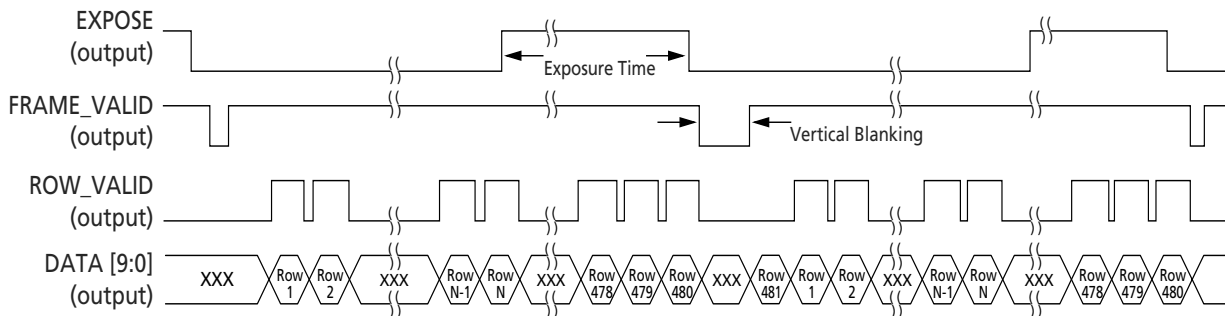 EXPOSE
(output)
Exposure Time
FRAME_VALID
(output)
Vertical Blanking
ROW_VALID
(output)
DATA [9:0]
(output)
XXX
Row
1
Row
2
XXX
Row
N-1
Row
N
XXX
Row
478
Row
479
Row
480
XXX
Row
481
Row
1
Row
2
XXX
Row
N-1
Row
N
XXX
Row
478
Row
479
Row
480